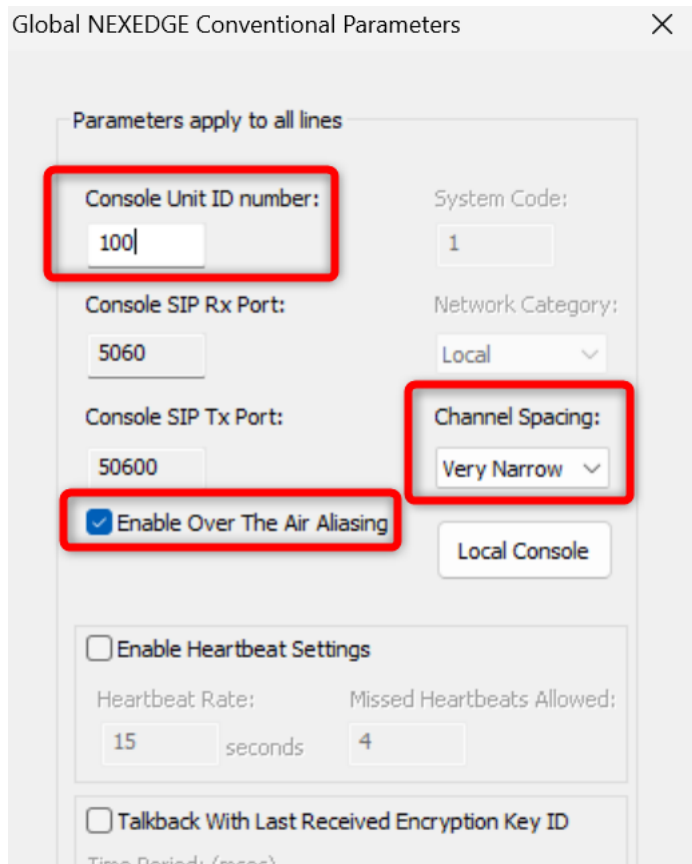 Global NEXEDGE Conventional Parameters
Parameters apply to all lines
Console Unit ID number:
System Code:
100
1
Console SIP Rx Port:
Network Category:
5060
Local
Console SIP Tx Port:
Channel Spacing:
50600
Very Narrow
Enable Over The Air Aliasing
Local Console
Enable Heartbeat Settings
Heartbeat Rate:
Missed Heartbeats Allowed:
15 seconds
4
Talkback With Last Received Encryption Key ID
Time Period: (msec)